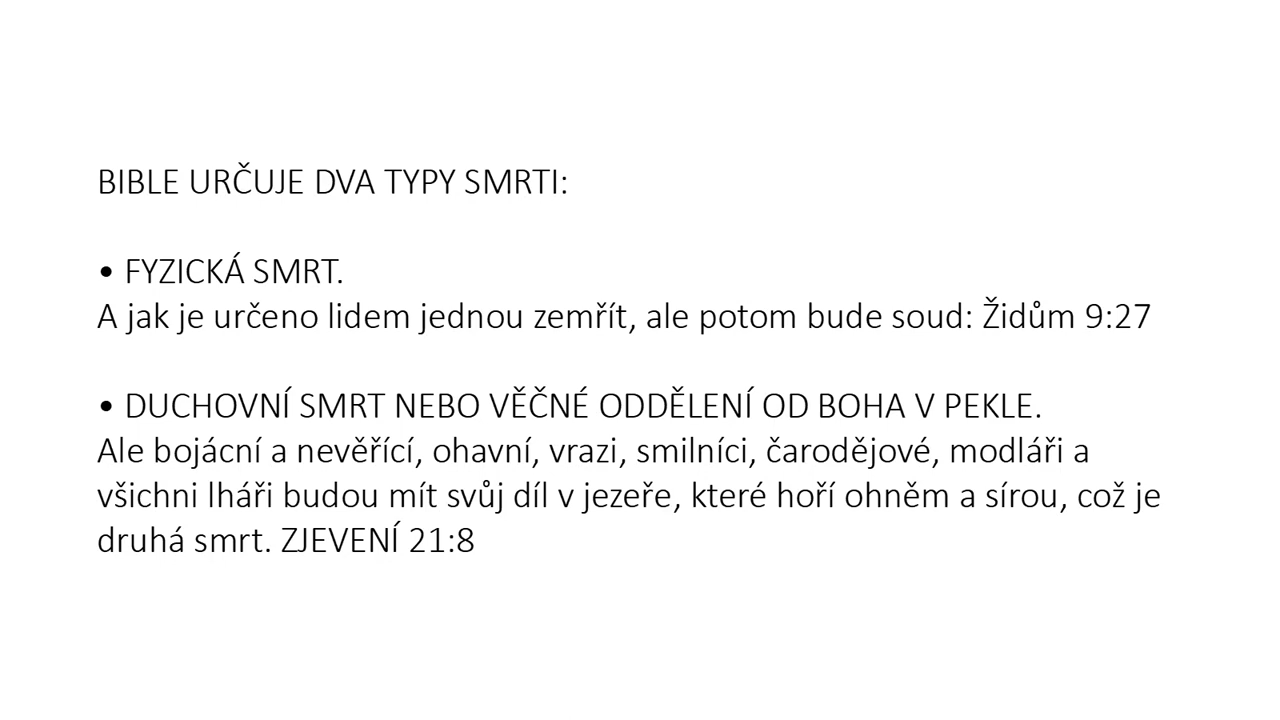 BIBLE URČUJE DVA TYPY SMRTI:
• FYZICKÁ SMRT.
A jak je určeno lidem jednou zemřít, ale potom bude soud: Židům 9:27
• DUCHOVNÍ SMRT NEBO VĚČNÉ ODDĚLENÍ OD BOHA V PEKLE.
Ale bojácní a nevěřící, ohavní, vrazi, smilníci, čarodějové, modláři a
všichni lháři budou mít svůj díl v jezeře, které hoří ohněm a sírou, což je
druhá smrt. ZJEVENÍ 21:8